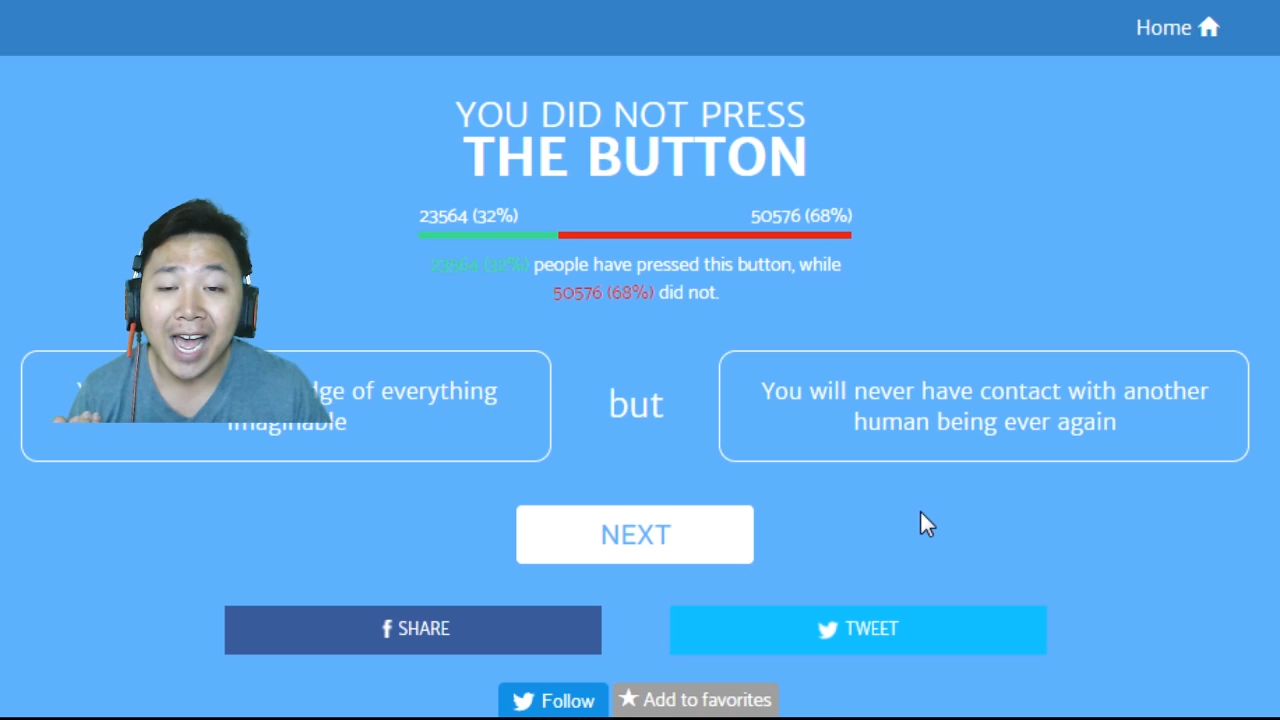 Home
YOU DID NOT PRESS
THE BUTTON
23564 (32%) 50576 (68%)
23564 (32%) people have pressed this button, while
50576 (68%) did not.
of everything
imaginable
but
You will never have contact with another
human being ever again
NEXT
SHARE
TWEET
Follow
Add to favorites